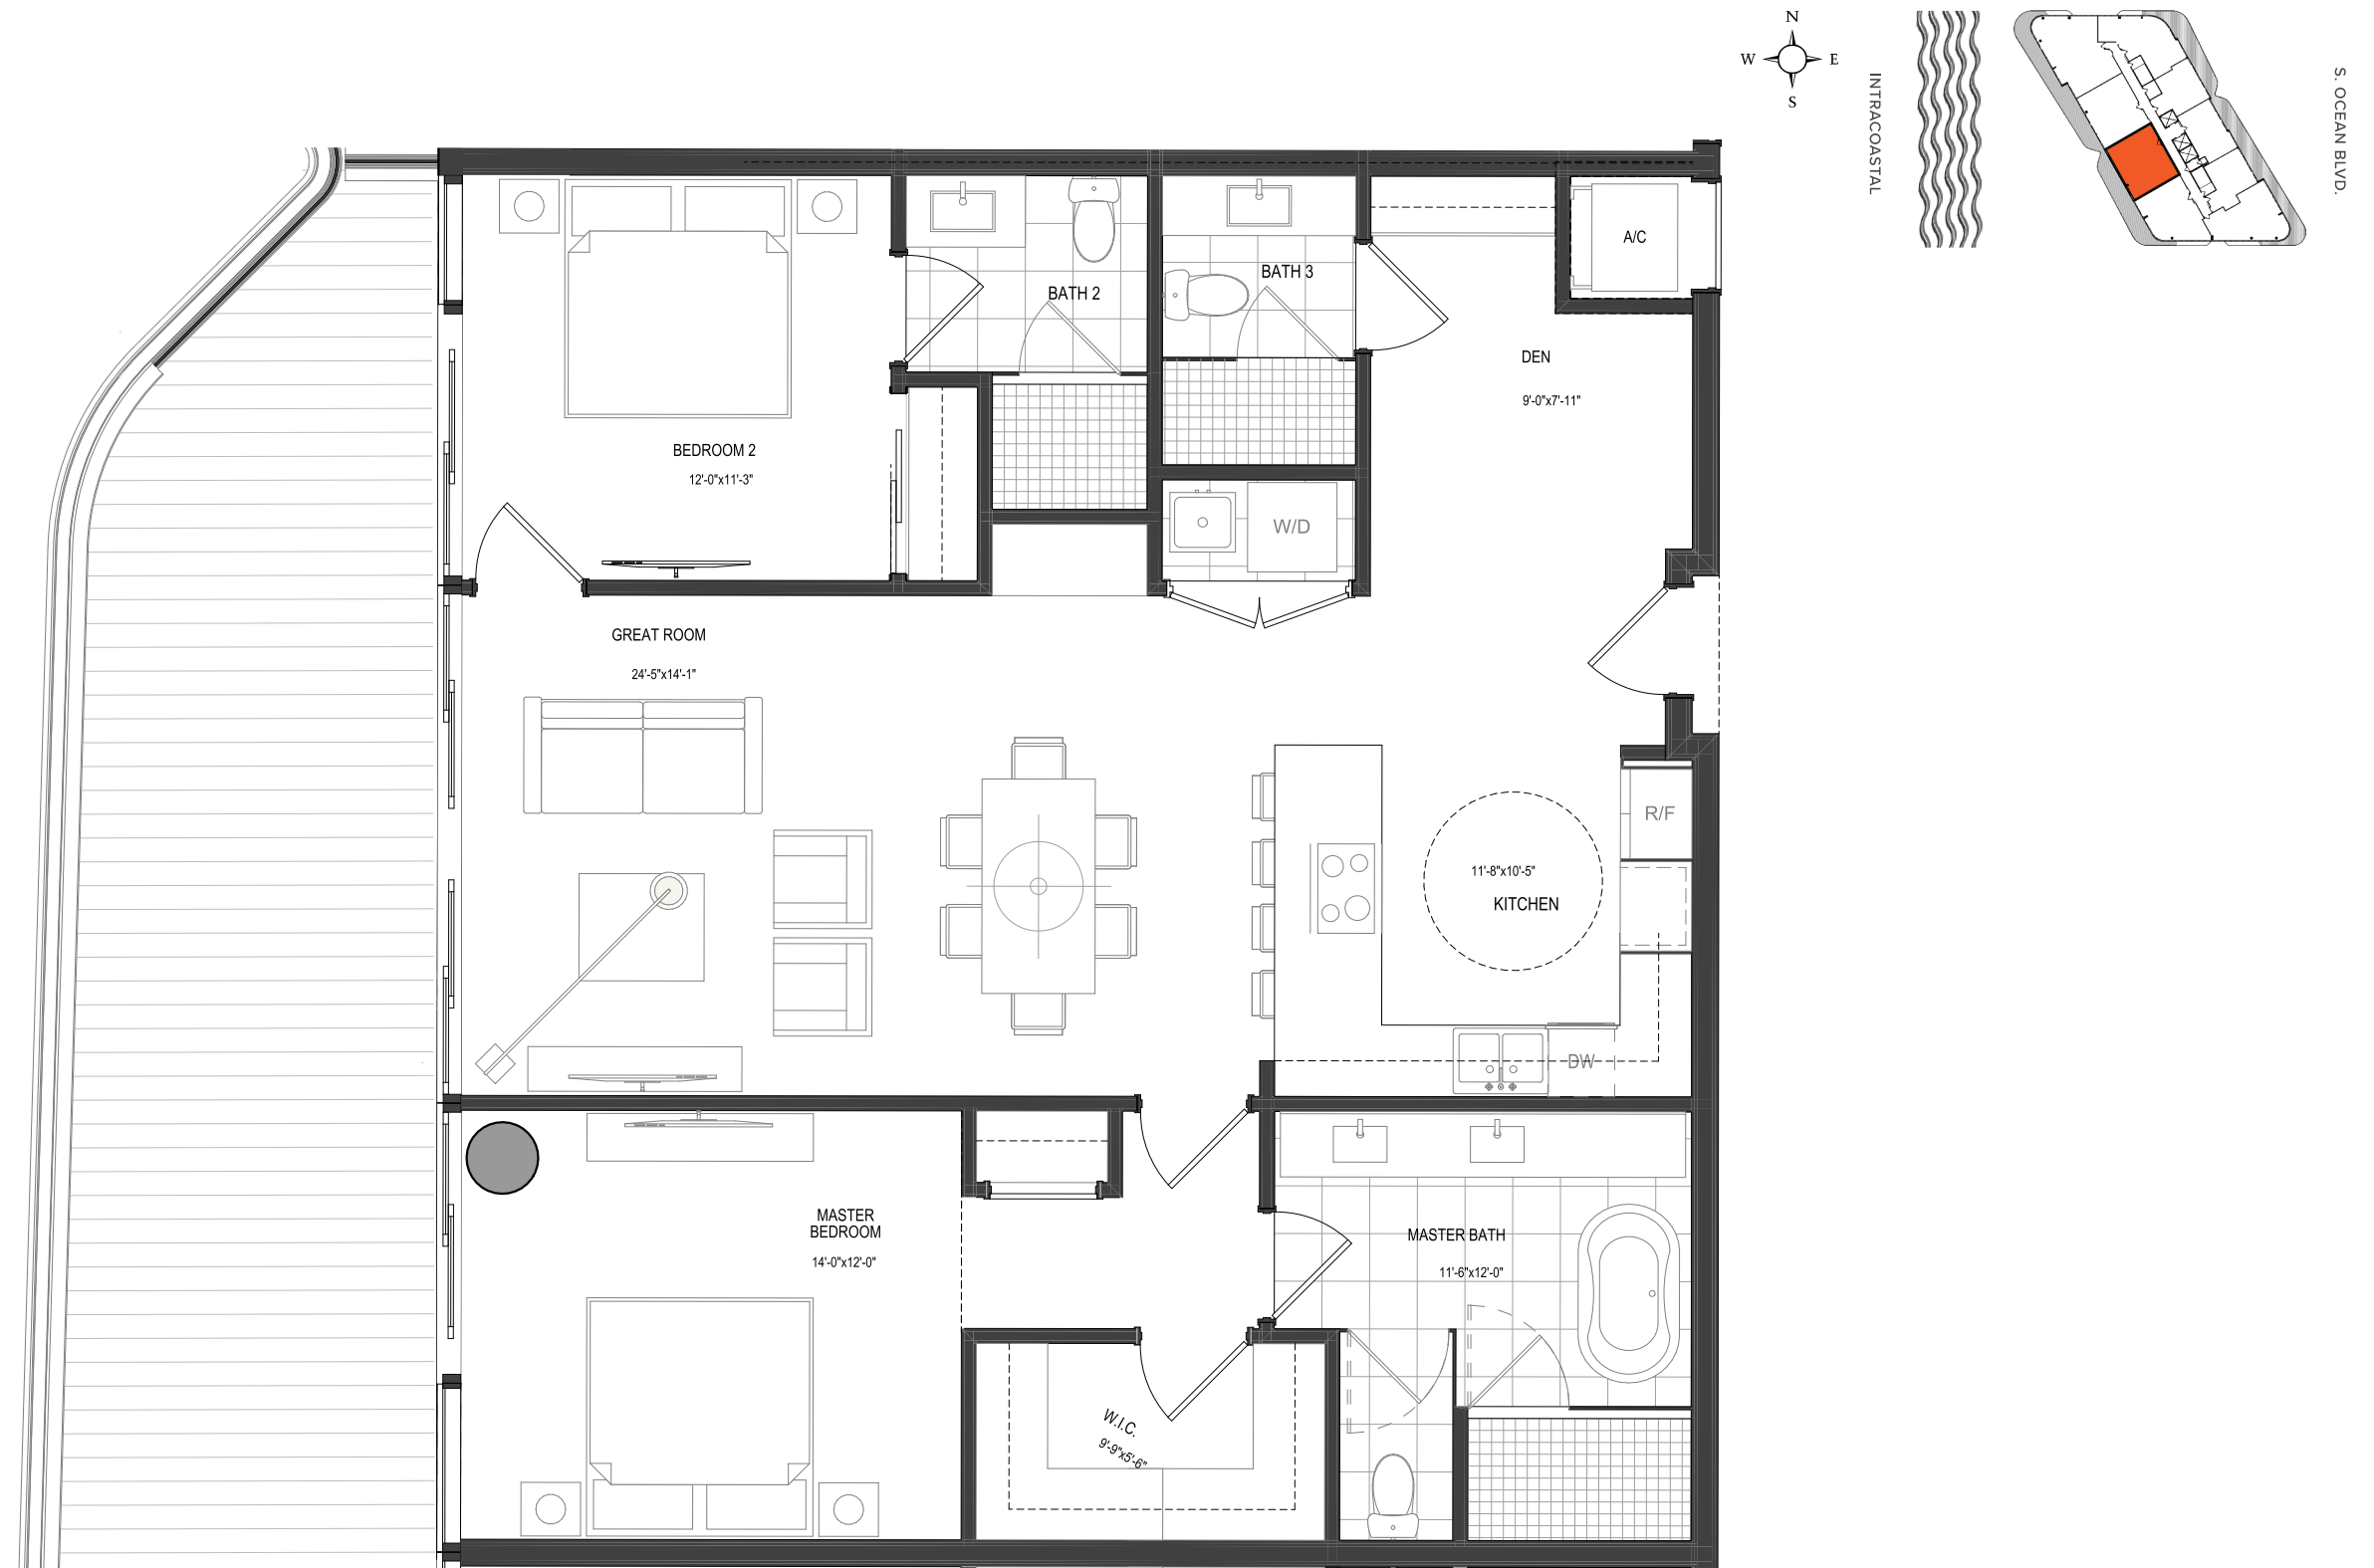 N
W
E
S
INTRACOASTAL
S. OCEAN BLVD.
A/C
BATH 2
BATH 3
DEN
9'-0"x7'-11"
BEDROOM 2
12'-0"x11'-3"
W/D
GREAT ROOM
24'-5"x14'-1"
R/F
11'-8"x10'-5"
KITCHEN
DW
MASTER
BEDROOM
14'-0"x12'-0"
MASTER BATH
11'-6"x12'-0"
W.I.C.
9'-9"x5'-6"